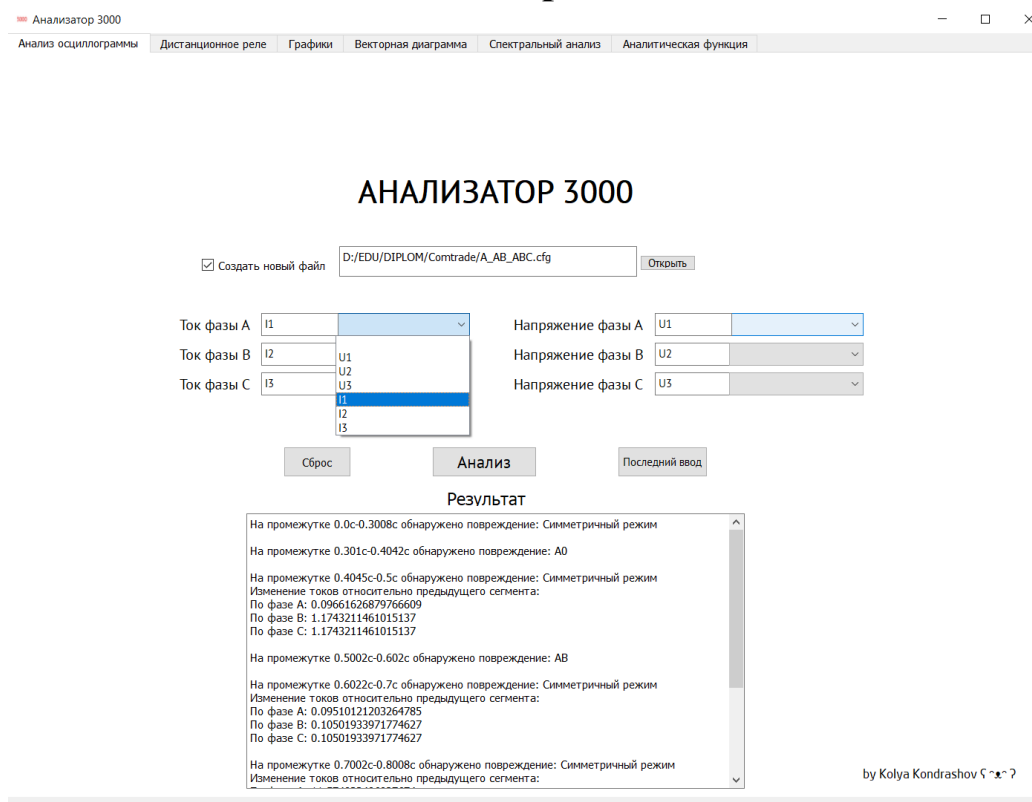 Анализатор 3000
Анализ осциллограммы Дистанционное реле Графики Векторная диаграмма Спектральный анализ Аналитическая функция
АНАЛИЗАТОР 3000
Создать новый файл D:/EDU/DIPLOM/Comtrade/A_AB_ABC.cfg Открыть
Ток фазы A I1 Напряжение фазы A U1
Ток фазы B I2 Напряжение фазы B U2
Ток фазы C I3 Напряжение фазы C U3
U1
U2
U3
I1
I2
I3
Сброс Анализ Последний ввод
Результат
На промежутке 0.0с-0.3008с обнаружено повреждение: Симметричный режим
На промежутке 0.301с-0.4042с обнаружено повреждение: A0
На промежутке 0.4045с-0.5с обнаружено повреждение: Симметричный режим
Изменение токов относительно предыдущего сегмента:
По фазе A: 0.09661626879766609
По фазе B: 1.1743211461015137
По фазе C: 1.1743211461015137
На промежутке 0.5002с-0.602с обнаружено повреждение: AB
На промежутке 0.6022с-0.7с обнаружено повреждение: Симметричный режим
Изменение токов относительно предыдущего сегмента:
По фазе A: 0.09510121203264785
По фазе B: 0.10501933971774627
По фазе C: 0.10501933971774627
На промежутке 0.7002с-0.8008с обнаружено повреждение: Симметричный режим
Изменение токов относительно предыдущего сегмента:
by Kolya Kondrashov ʕ ᵔᴥᵔ ʔ